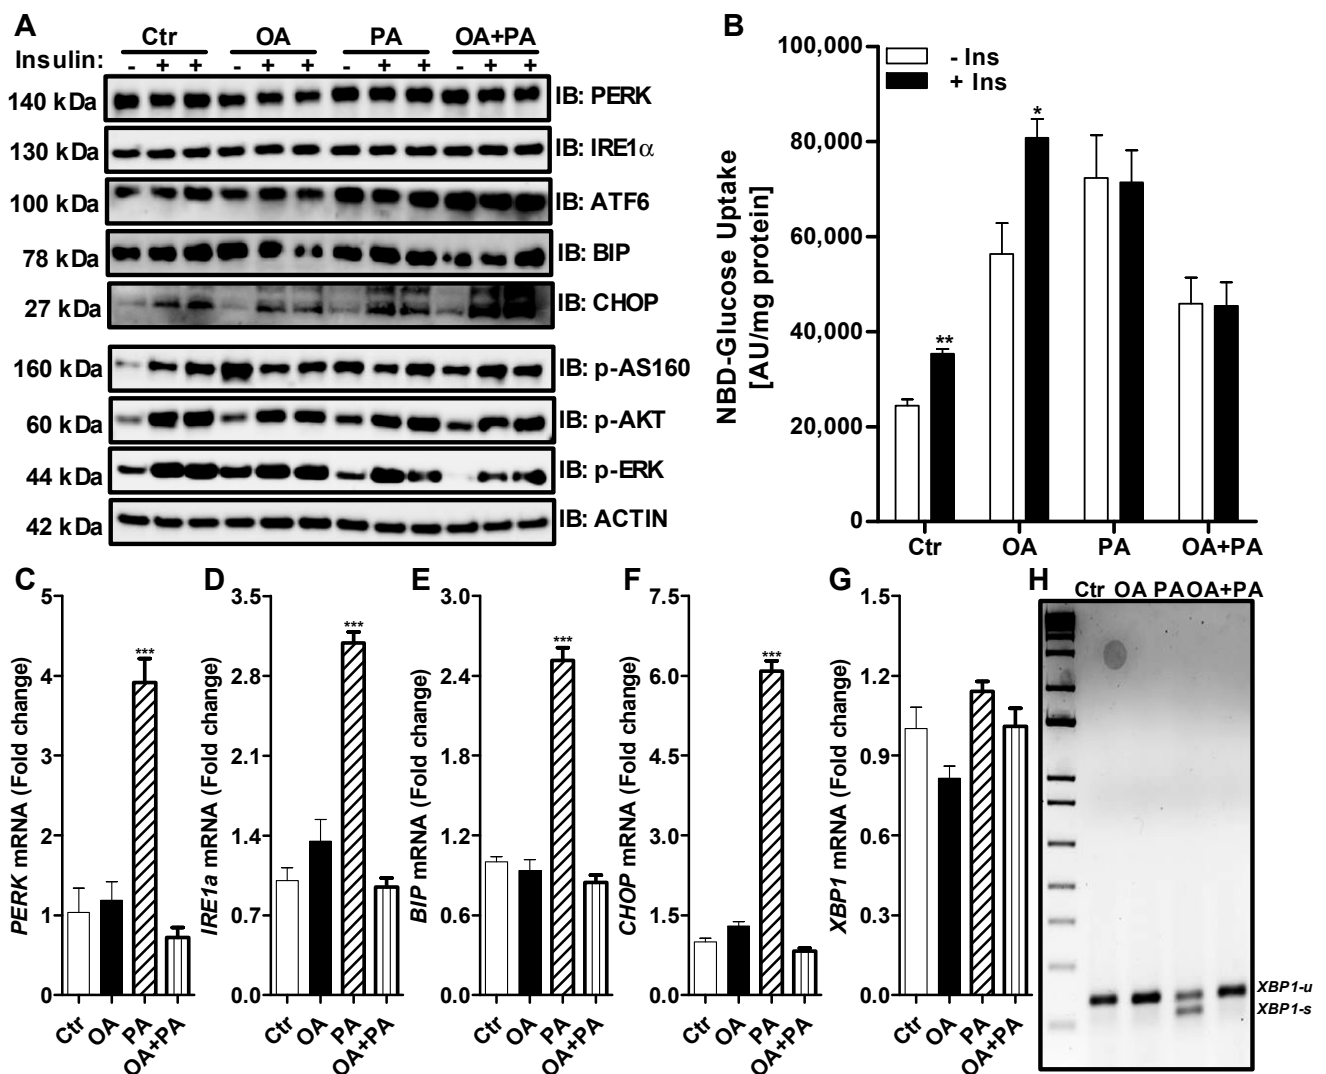 A
Ctr OA PA OA+PA
Insulin: - + + - + + - + + - + +
140 kDa IB: PERK
130 kDa IB: IRE1α
100 kDa IB: ATF6
78 kDa IB: BIP
27 kDa IB: CHOP
160 kDa IB: p-AS160
60 kDa IB: p-AKT
44 kDa IB: p-ERK
42 kDa IB: ACTIN
B
NBD-Glucose Uptake
[AU/mg protein]
100,000
80,000
60,000
40,000
20,000
0
- Ins
+ Ins
**
*
Ctr OA PA OA+PA
C
PERK mRNA (Fold change)
5
4
3
2
1
0
***
Ctr OA PA OA+PA
D
IRE1a mRNA (Fold change)
3.5
2.8
2.1
1.4
0.7
0.0
***
Ctr OA PA OA+PA
E
BIP mRNA (Fold change)
3.0
2.4
1.8
1.2
0.6
0.0
***
Ctr OA PA OA+PA
F
CHOP mRNA (Fold change)
7.5
6.0
4.5
3.0
1.5
0.0
***
Ctr OA PA OA+PA
G
XBP1 mRNA (Fold change)
1.5
1.2
0.9
0.6
0.3
0.0
Ctr OA PA OA+PA
H
Ctr OA PA OA+PA
XBP1-u
XBP1-s